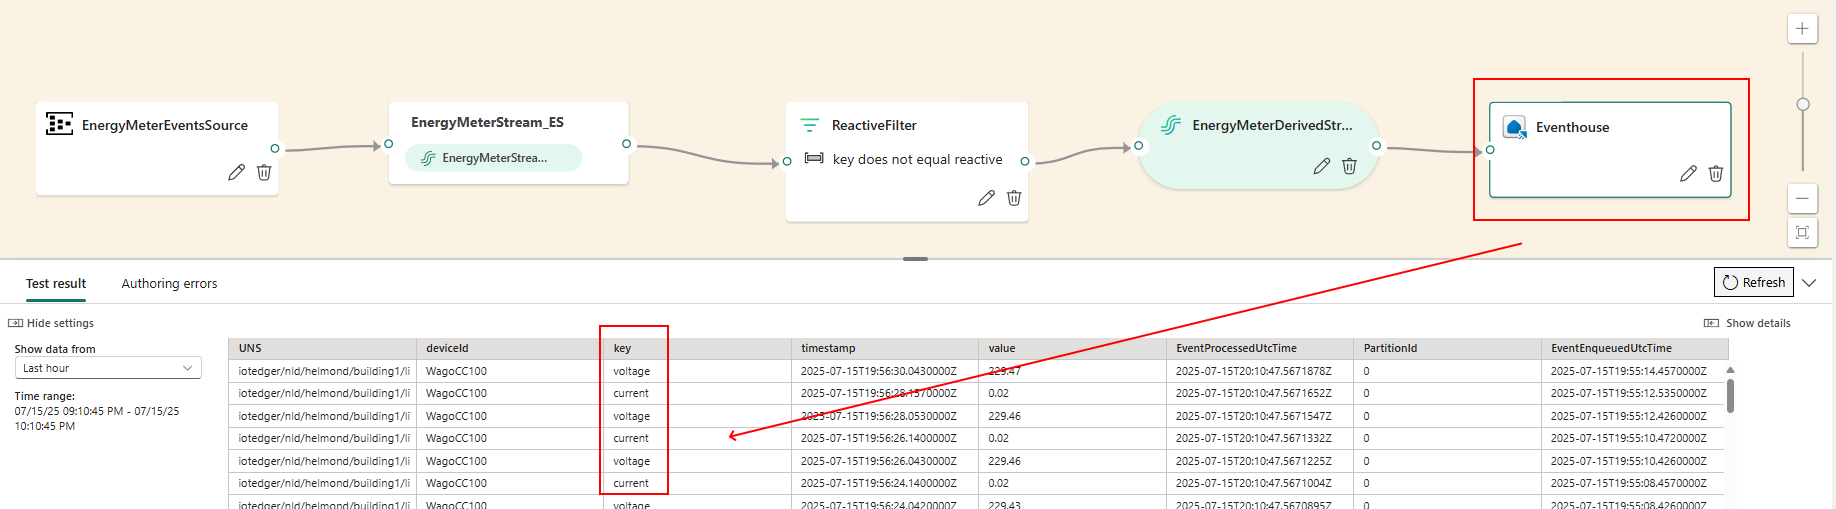 EnergyMeterEventsSource
EnergyMeterStream_ES
EnergyMeterStrea...
ReactiveFilter
key does not equal reactive
EnergyMeterDerivedStr...
Eventhouse
Test result Authoring errors Refresh
Hide settings Show details
Show data from
Last hour
Time range:
07/15/25 09:10:45 PM - 07/15/25
10:10:45 PM
UNS deviceId key timestamp value EventProcessedUtcTime PartitionId EventEnqueuedUtcTime
iotedger/nld/helmond/building1/li WagoCC100 voltage 2025-07-15T19:56:30.0430000Z 229.47 2025-07-15T20:10:47.5671878Z 0 2025-07-15T19:55:14.4570000Z
iotedger/nld/helmond/building1/li WagoCC100 current 2025-07-15T19:56:28.1570000Z 0.02 2025-07-15T20:10:47.5671652Z 0 2025-07-15T19:55:12.5350000Z
iotedger/nld/helmond/building1/li WagoCC100 voltage 2025-07-15T19:56:28.0530000Z 229.46 2025-07-15T20:10:47.5671547Z 0 2025-07-15T19:55:12.4260000Z
iotedger/nld/helmond/building1/li WagoCC100 current 2025-07-15T19:56:26.1400000Z 0.02 2025-07-15T20:10:47.5671332Z 0 2025-07-15T19:55:10.4720000Z
iotedger/nld/helmond/building1/li WagoCC100 voltage 2025-07-15T19:56:26.0430000Z 229.46 2025-07-15T20:10:47.5671225Z 0 2025-07-15T19:55:10.4260000Z
iotedger/nld/helmond/building1/li WagoCC100 current 2025-07-15T19:56:24.1400000Z 0.02 2025-07-15T20:10:47.5671004Z 0 2025-07-15T19:55:08.4570000Z
iotedger/nld/helmond/building1/li WagoCC100 voltage 2025-07-15T19:56:24.0420000Z 229.43 2025-07-15T20:10:47.5670895Z 0 2025-07-15T19:55:08.4260000Z